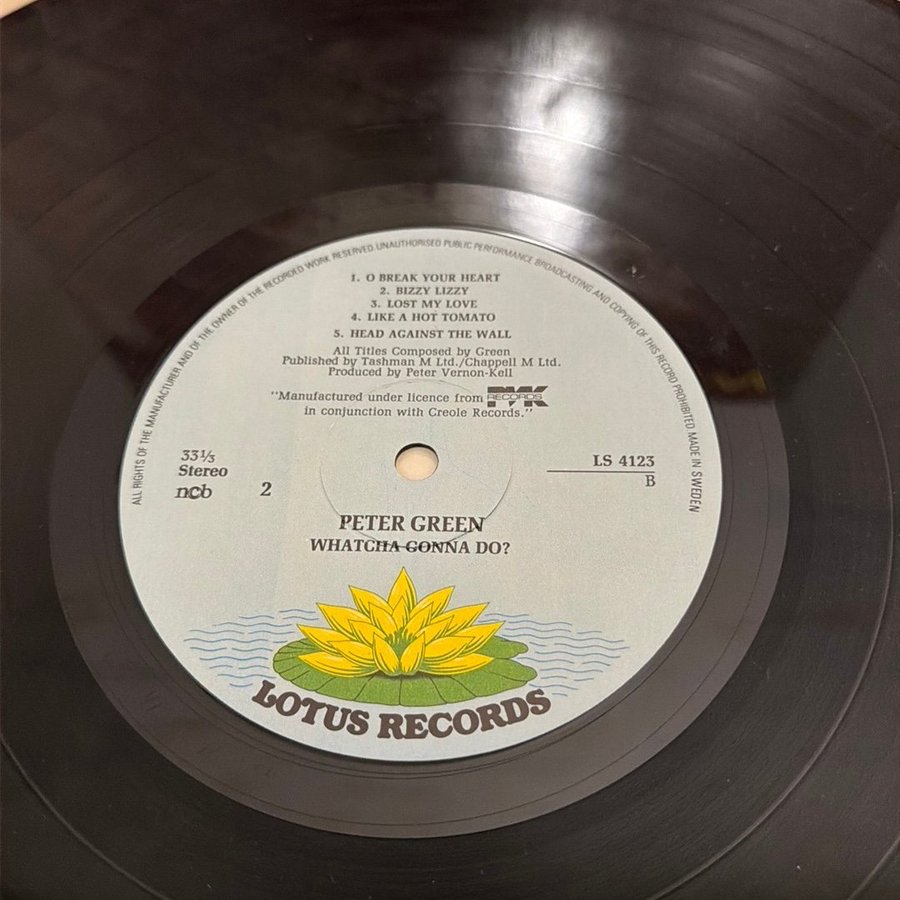 ALL RIGHTS OF THE MANUFACTURER AND OF THE OWNER OF THE RECORDED WORK RESERVED. UNAUTHORISED PUBLIC PERFORMANCE BROADCASTING AND COPYING OF THIS RECORD PROHIBITED. MADE IN SWEDEN
1. O BREAK YOUR HEART
2. BIZZY LIZZY
3. LOST MY LOVE
4. LIKE A HOT TOMATO
5. HEAD AGAINST THE WALL
All Titles Composed by Green
Published by Tashman M Ltd./Chappell M Ltd.
Produced by Peter Vernon-Kell
"Manufactured under licence from PVK RECORDS
in conjunction with Creole Records."
33 1/3
Stereo
ncb
2
LS 4123
B
PETER GREEN
WHATCHA GONNA DO?
LOTUS RECORDS